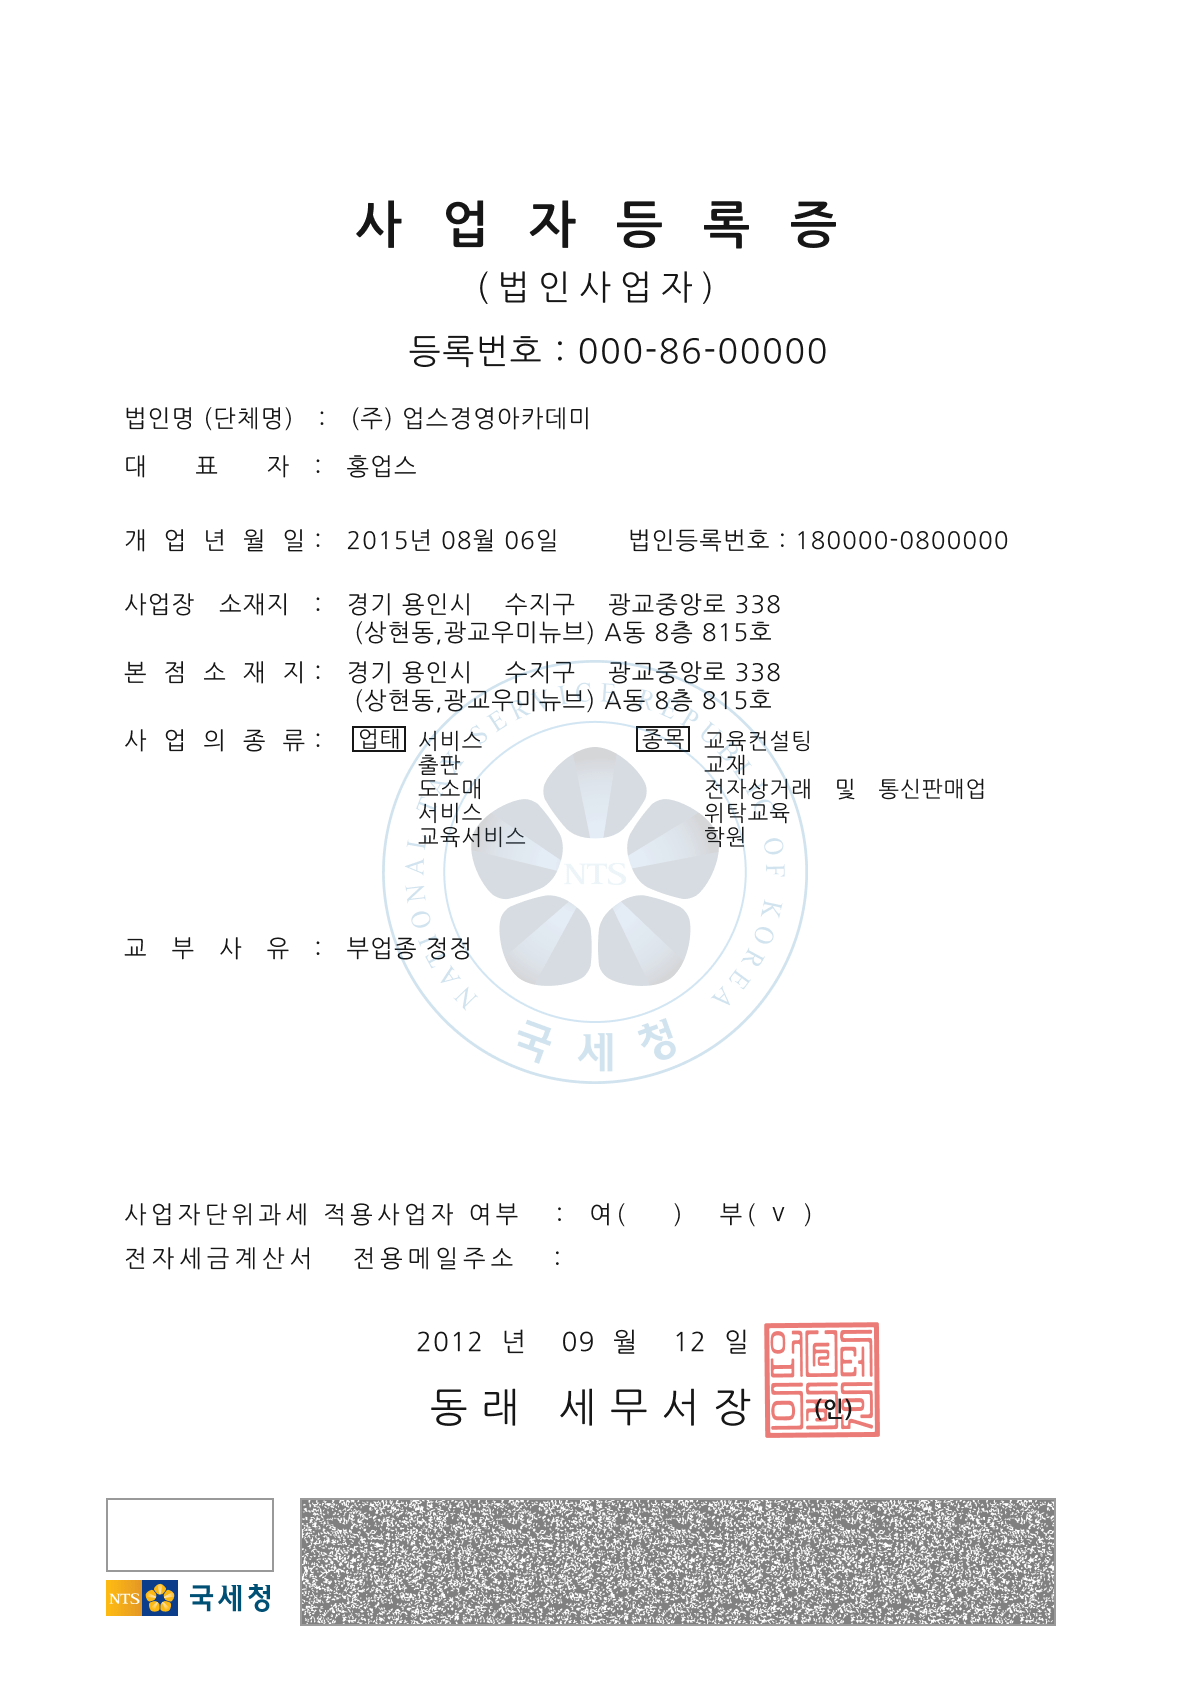 사업자등록증
(법인사업자)
등록번호 : 000-86-00000
법인명 (단체명) : (주) 업스경영아카데미
대 표 자 : 홍업스
개 업 년 월 일 : 2015년 08월 06일 법인등록번호 : 180000-0800000
사업장 소재지 : 경기 용인시 수지구 광교중앙로 338
(상현동,광교우미뉴브) A동 8층 815호
본 점 소 재 지 : 경기 용인시 수지구 광교중앙로 338
(상현동,광교우미뉴브) A동 8층 815호
사 업 의 종 류 : 업태 서비스 종목 교육컨설팅
출판 교재
도소매 전자상거래 및 통신판매업
서비스 위탁교육
교육서비스 학원
NATIONAL TAX SERVICE REPUBLIC OF KOREA
NTS
국세청
교 부 사 유 : 부업종 정정
사업자단위과세 적용사업자 여부 : 여( ) 부( v )
전자세금계산서 전용메일주소 :
2012 년 09 월 12 일
동래 세무서장 (인)
NTS 국세청